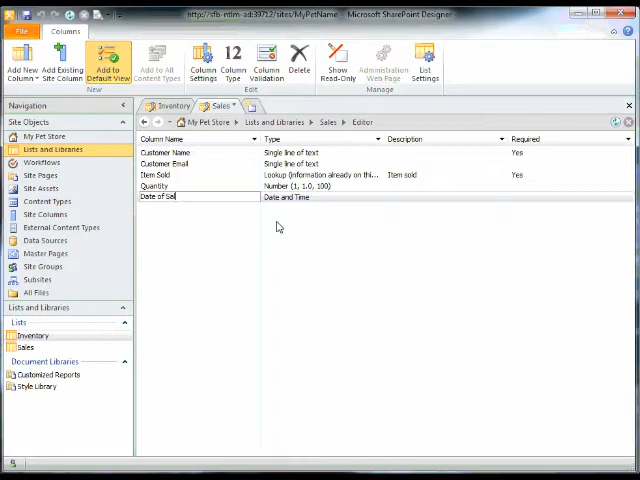 http://sfb-ntlm-ad:39712/sites/MyPetName - Microsoft SharePoint Designer
File
Columns
Add New Column
Add Existing Site Column
Add to Default View
Add to All Content Types
Column Settings
12
Column Type
Column Validation
Delete
Show Read-Only
Administration Web Page
List Settings
New
Edit
Manage
Navigation
Inventory
Sales *
Site Objects
My Pet Store
Lists and Libraries
Sales
Editor
My Pet Store
Lists and Libraries
Workflows
Site Pages
Site Assets
Content Types
Site Columns
External Content Types
Data Sources
Master Pages
Site Groups
Subsites
All Files
Lists and Libraries
Lists
Inventory
Sales
Document Libraries
Customized Reports
Style Library
Column Name
Type
Description
Required
Customer Name
Single line of text
Yes
Customer Email
Single line of text
Item Sold
Lookup (information already on thi...
Item sold
Yes
Quantity
Number (1, 1.0, 100)
Date of Sal
Date and Time